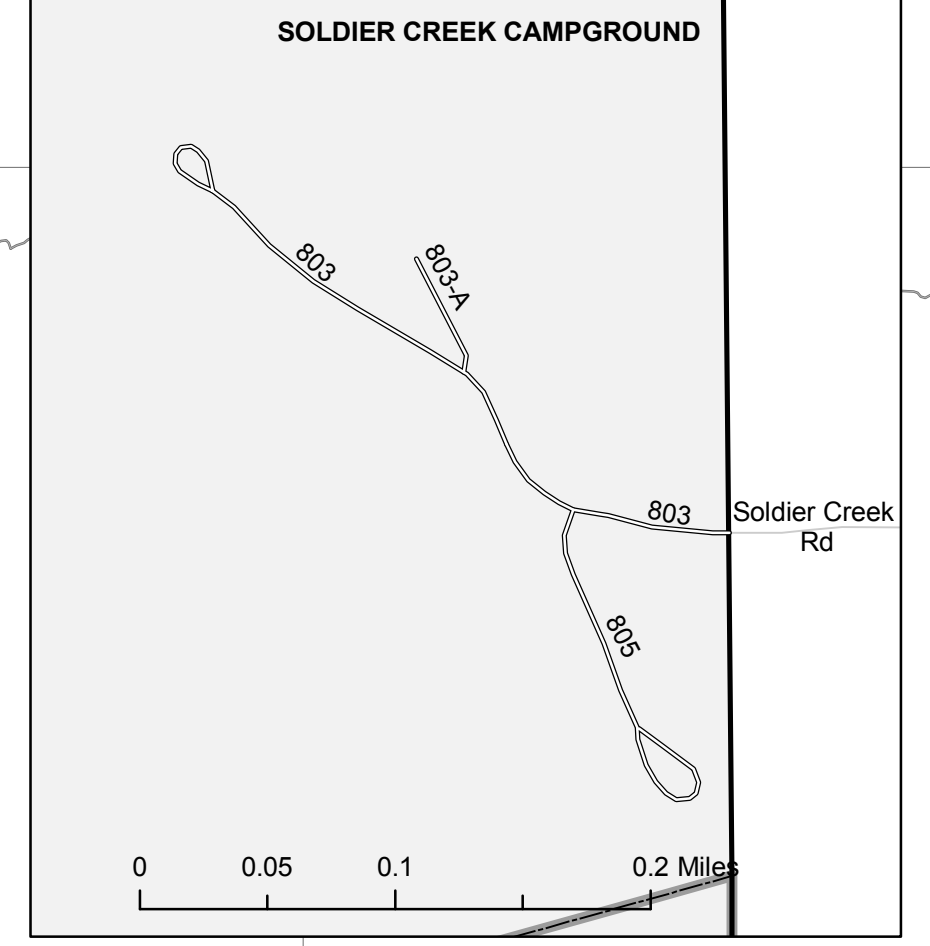 SOLDIER CREEK CAMPGROUND
803
803-A
803
Soldier Creek
Rd
805
0 0.05 0.1 0.2 Miles